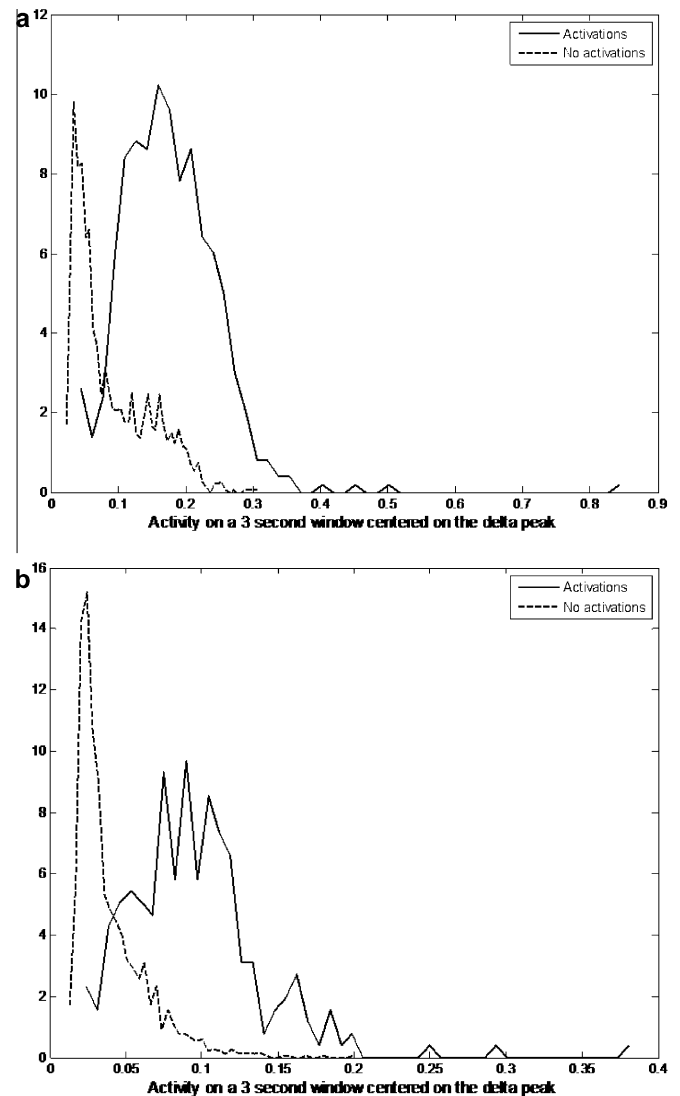 a
12
10
8
6
4
2
0
Activations
No activations
0 0.1 0.2 0.3 0.4 0.5 0.6 0.7 0.8 0.9
Activity on a 3 second window centered on the delta peak
b
16
14
12
10
8
6
4
2
0
Activations
No activations
0 0.05 0.1 0.15 0.2 0.25 0.3 0.35 0.4
Activity on a 3 second window centered on the delta peak